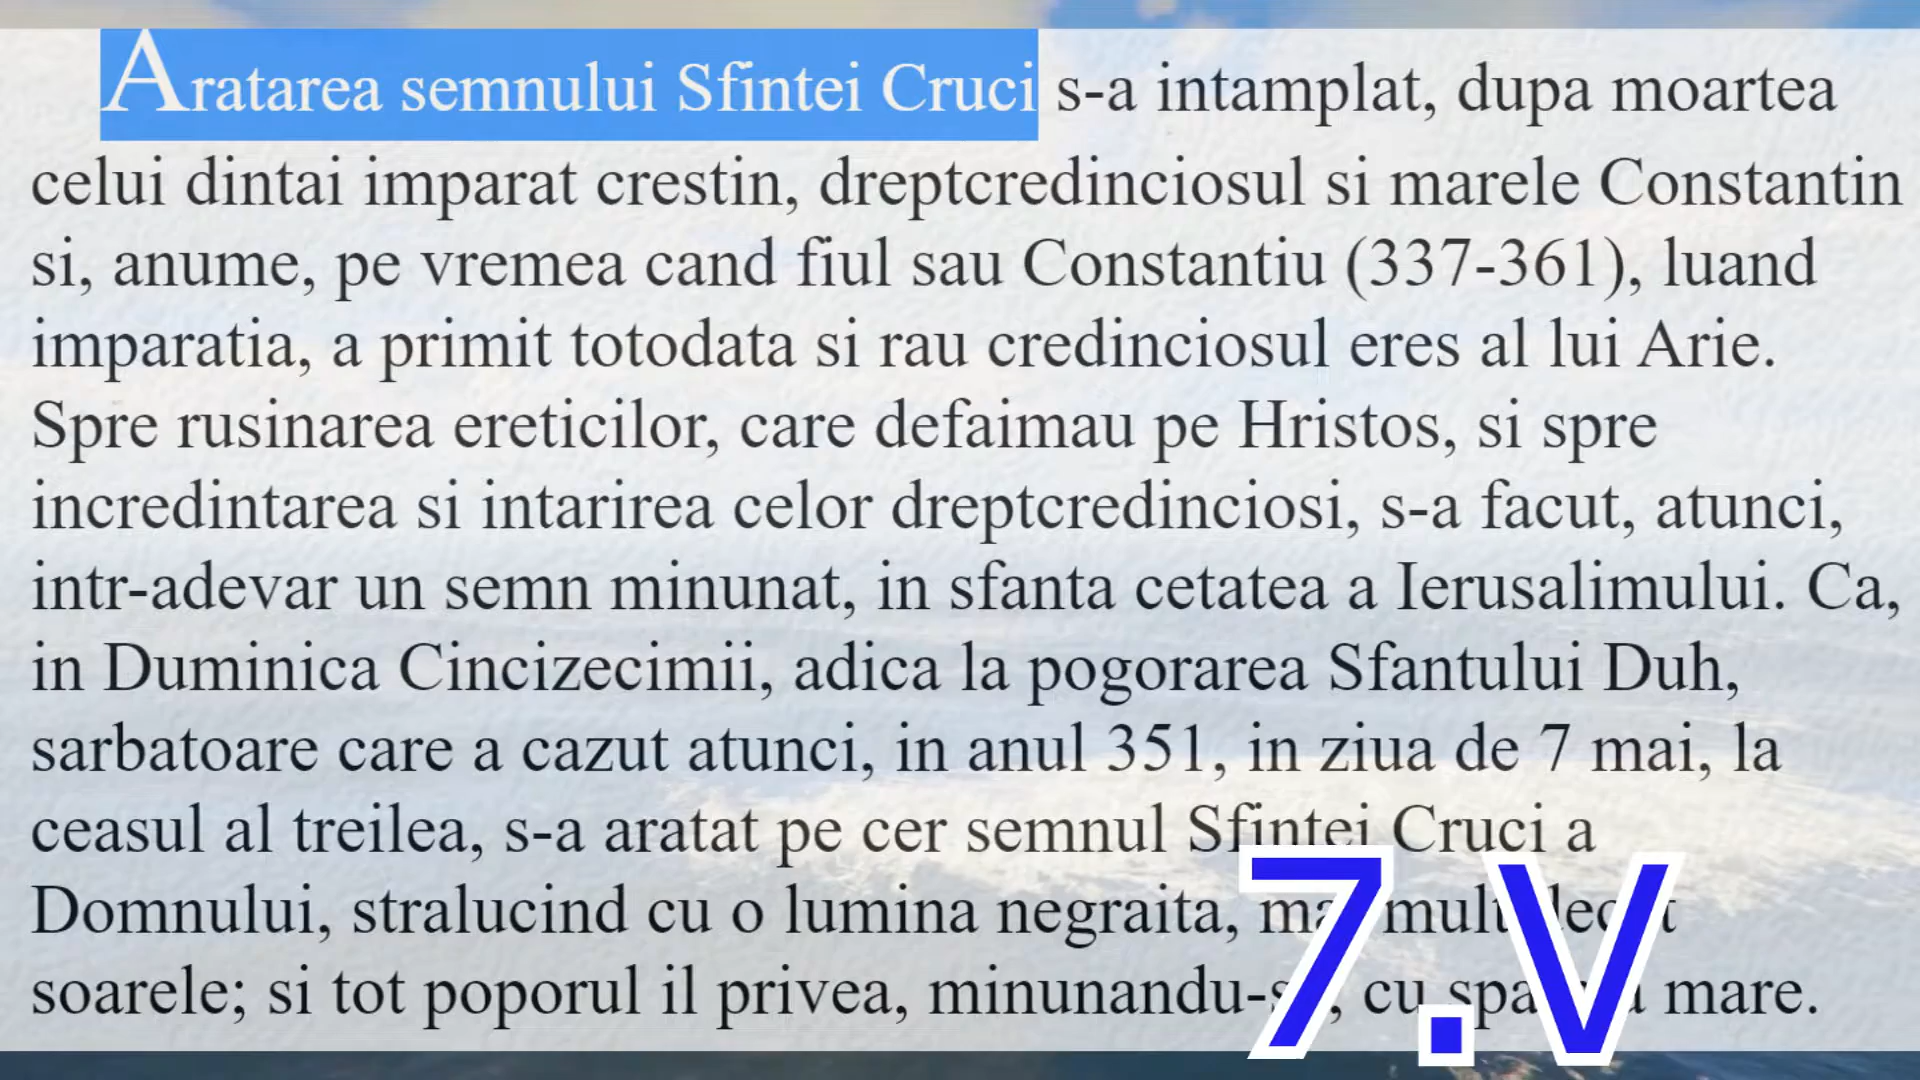 Aratarea semnului Sfintei Cruci s-a intamplat, dupa moartea
celui dintai imparat crestin, dreptcredinciosul si marele Constantin
si, anume, pe vremea cand fiul sau Constantiu (337-361), luand
imparatia, a primit totodata si rau credinciosul eres al lui Arie.
Spre rusinarea ereticilor, care defaimau pe Hristos, si spre
incredintarea si intarirea celor dreptcredinciosi, s-a facut, atunci,
intr-adevar un semn minunat, in sfanta cetatea a Ierusalimului. Ca,
in Duminica Cincizecimii, adica la pogorarea Sfantului Duh,
sarbatoare care a cazut atunci, in anul 351, in ziua de 7 mai, la
ceasul al treilea, s-a aratat pe cer semnul Sfintei Cruci a
Domnului, stralucind cu o lumina negraita, mult
soarele; si tot poporul il privea, cu mare.
7.V